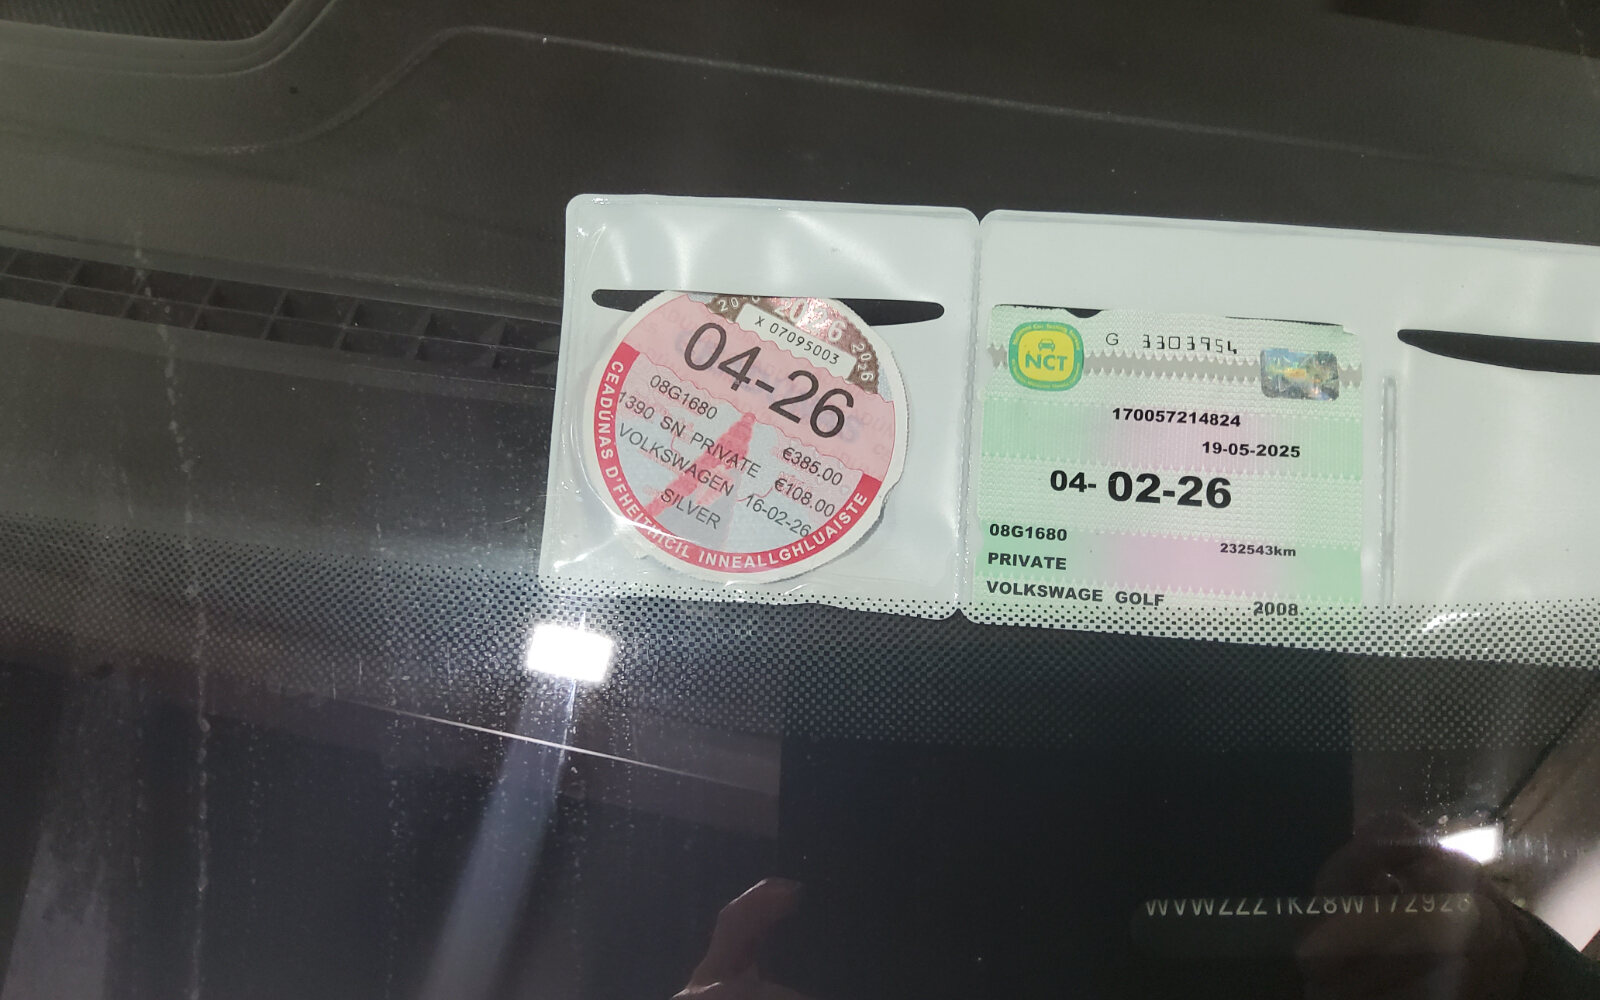 2026
2026
X 07095003
04-26
08G1680
1390 SN PRIVATE €385.00
VOLKSWAGEN €108.00
SILVER 16-02-26
CEADÚNAS D'FHEITHICIL INNEALLGHLUAISTE
NCT
G 3303954
170057214824
19-05-2025
04-02-26
08G1680
232543km
PRIVATE
VOLKSWAGE GOLF 2008